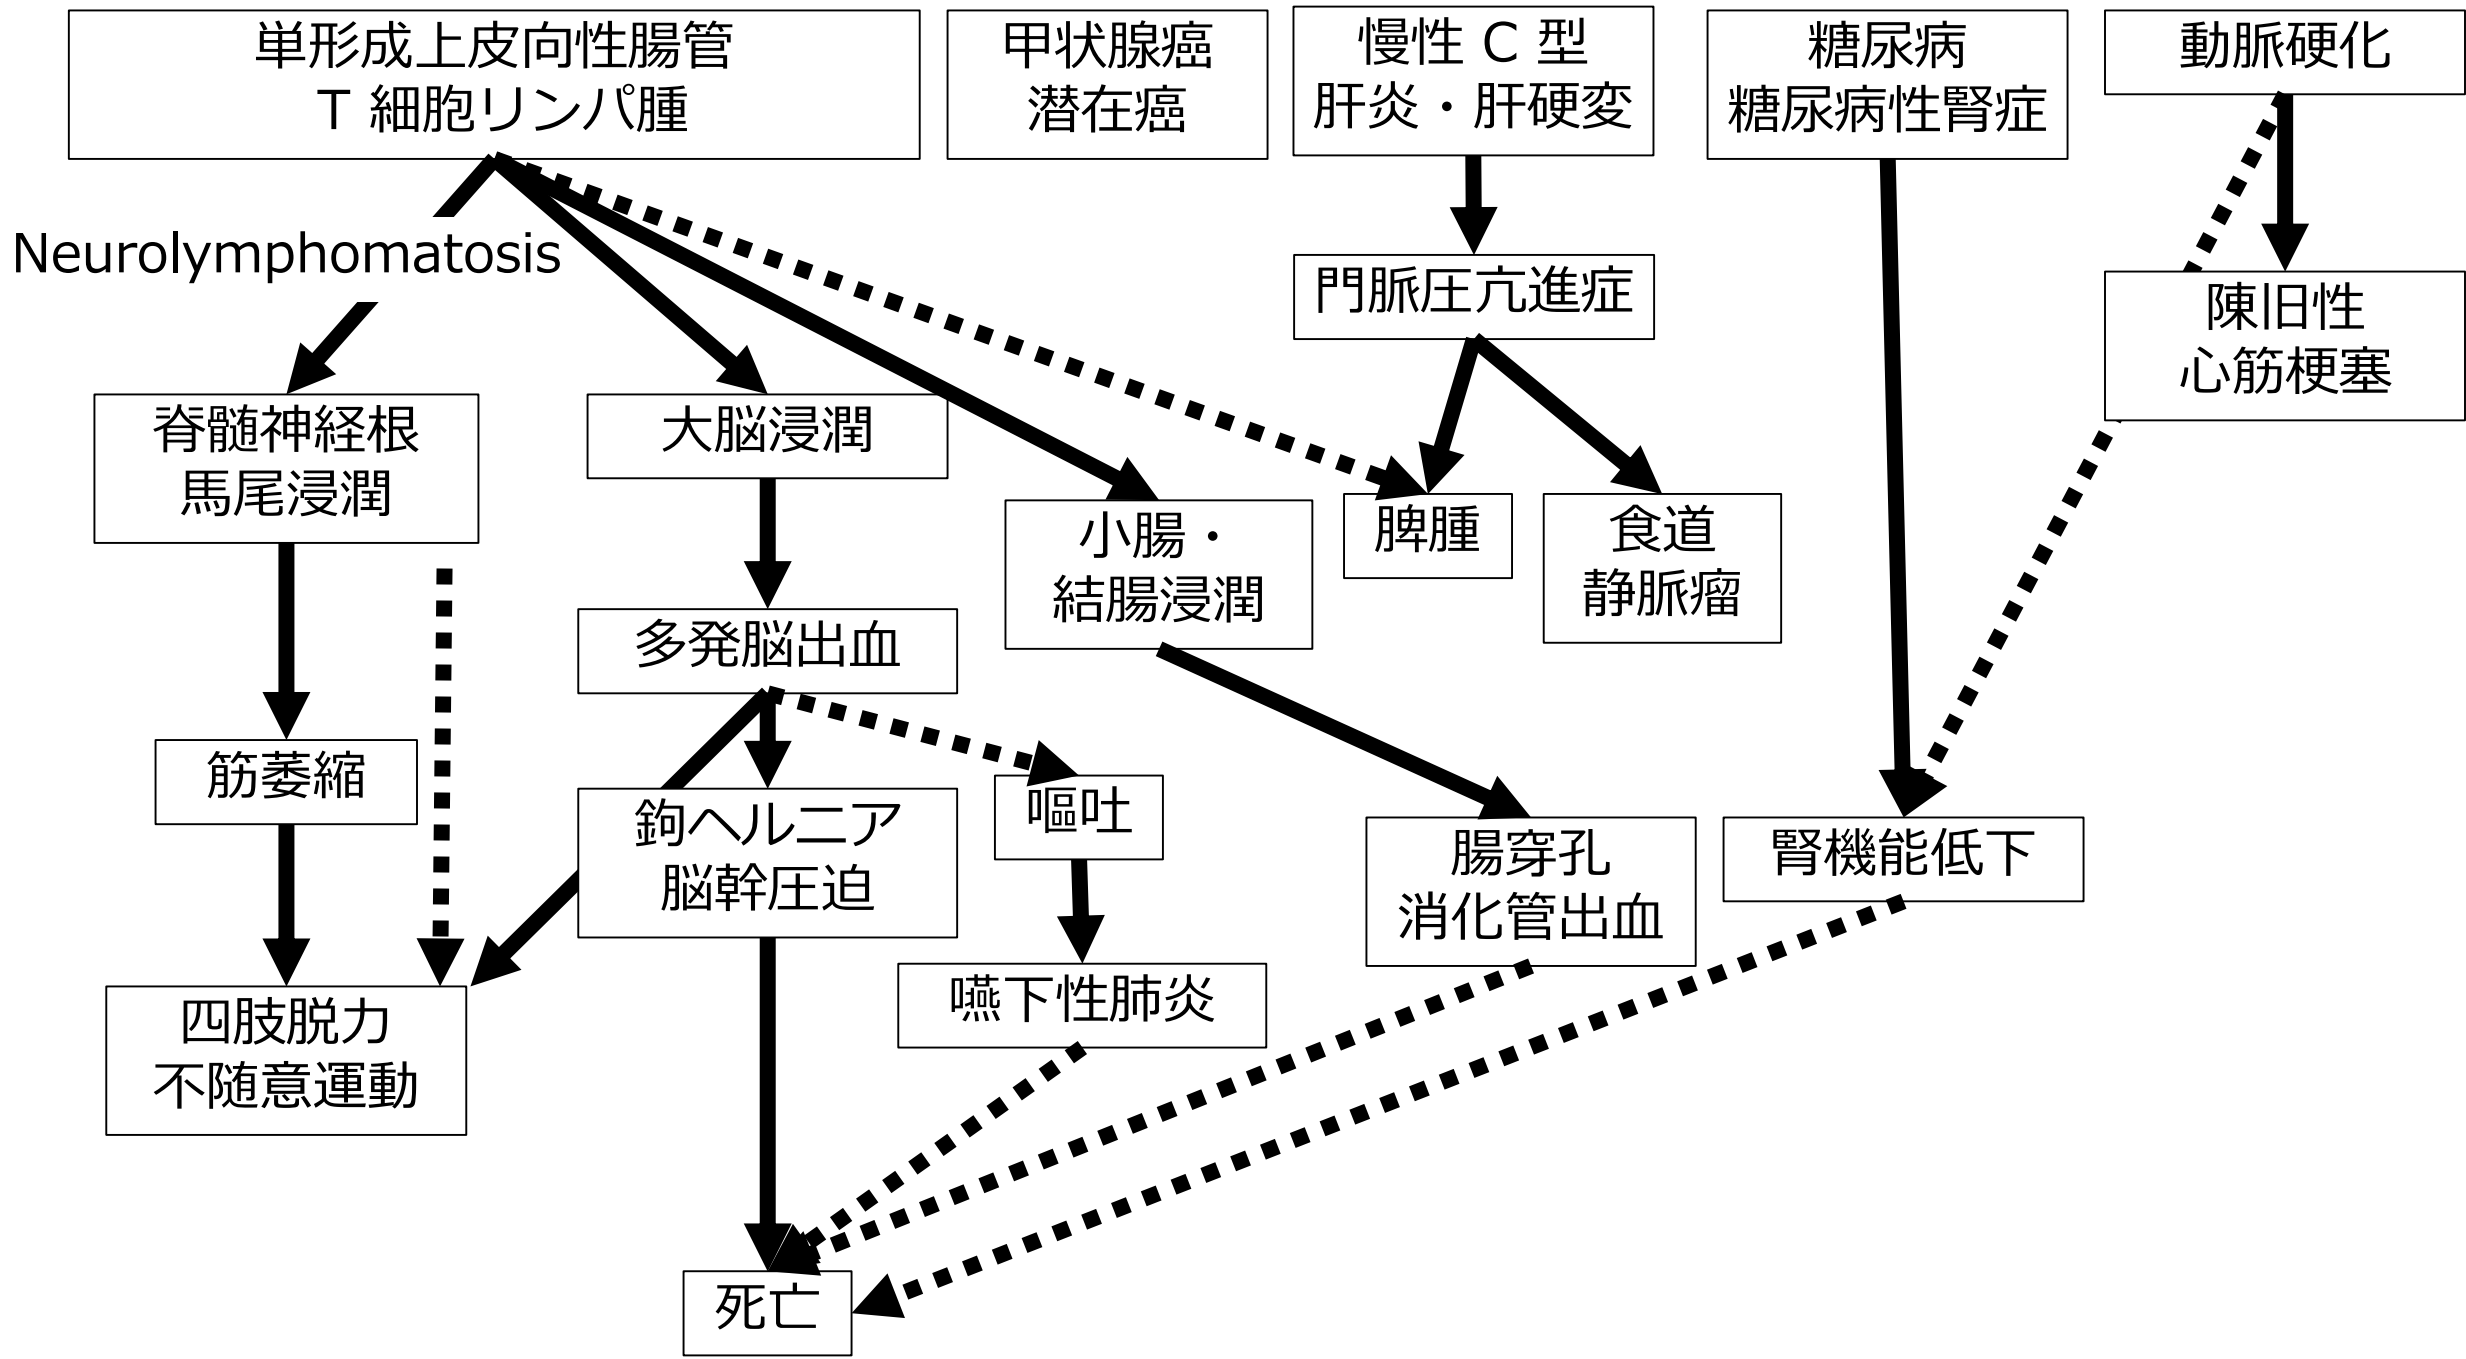 単形成上皮向性腸管
T 細胞リンパ腫
甲状腺癌
潜在癌
慢性 C 型
肝炎・肝硬変
糖尿病
糖尿病性腎症
動脈硬化
Neurolymphomatosis
門脈圧亢進症
陳旧性
心筋梗塞
脊髄神経根
馬尾浸潤
大脳浸潤
小腸・
結腸浸潤
脾腫
食道
静脈瘤
多発脳出血
筋萎縮
鉤ヘルニア
脳幹圧迫
嘔吐
腸穿孔
消化管出血
腎機能低下
嚥下性肺炎
四肢脱力
不随意運動
死亡